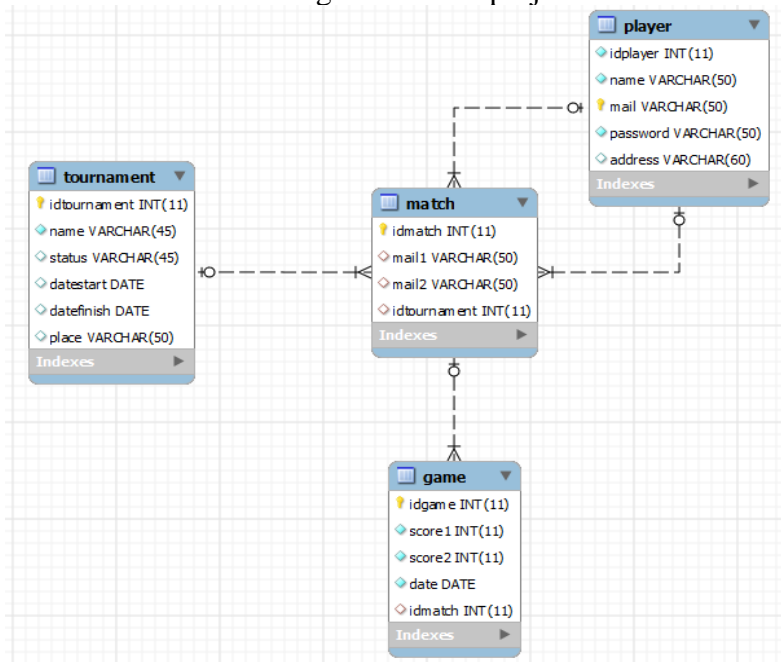 player
idplayer INT(11)
name VARCHAR(50)
mail VARCHAR(50)
password VARCHAR(50)
address VARCHAR(60)
Indexes
tournament
idtournament INT(11)
name VARCHAR(45)
status VARCHAR(45)
datestart DATE
datefinish DATE
place VARCHAR(50)
Indexes
match
idmatch INT(11)
mail1 VARCHAR(50)
mail2 VARCHAR(50)
idtournament INT(11)
Indexes
game
idgame INT(11)
score1 INT(11)
score2 INT(11)
date DATE
idmatch INT(11)
Indexes